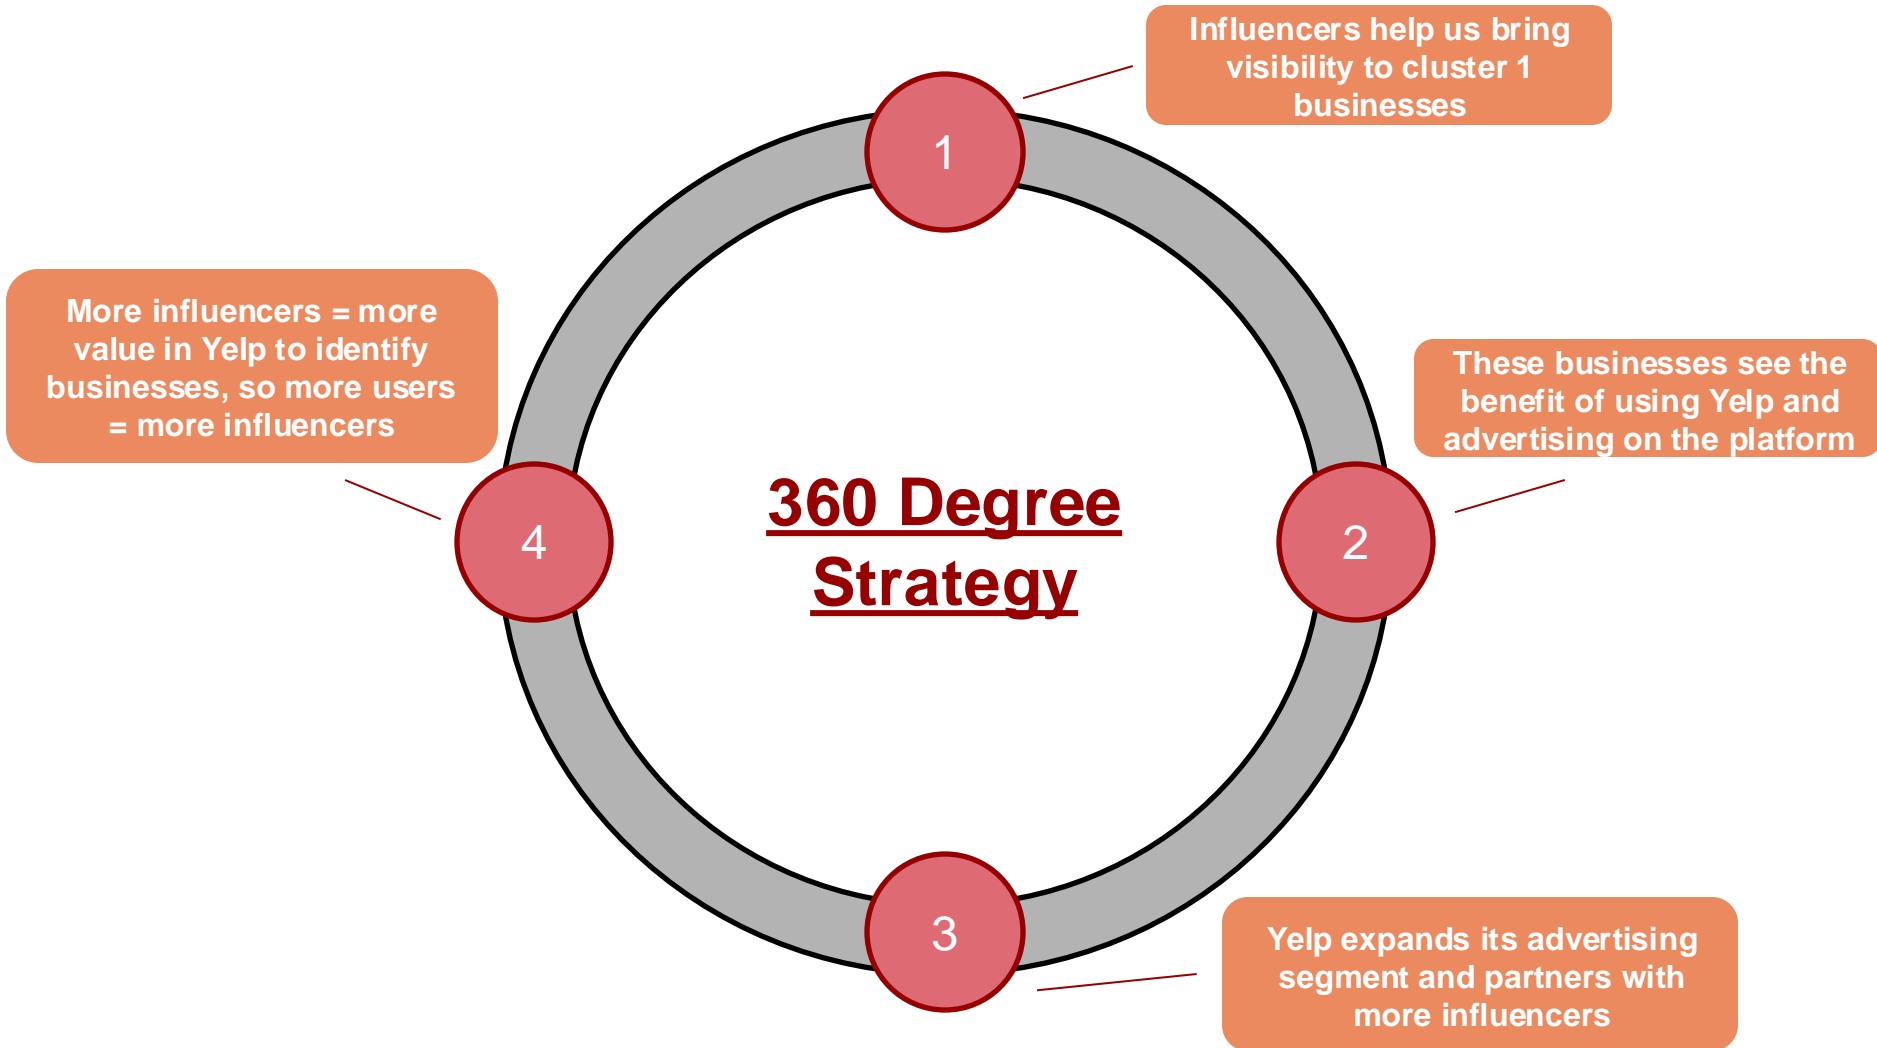 Influencers help us bring
visibility to cluster 1
businesses
1
More influencers = more
value in Yelp to identify
businesses, so more users
= more influencers
These businesses see the
benefit of using Yelp and
advertising on the platform
360 Degree
Strategy
4
2
3
Yelp expands its advertising
segment and partners with
more influencers